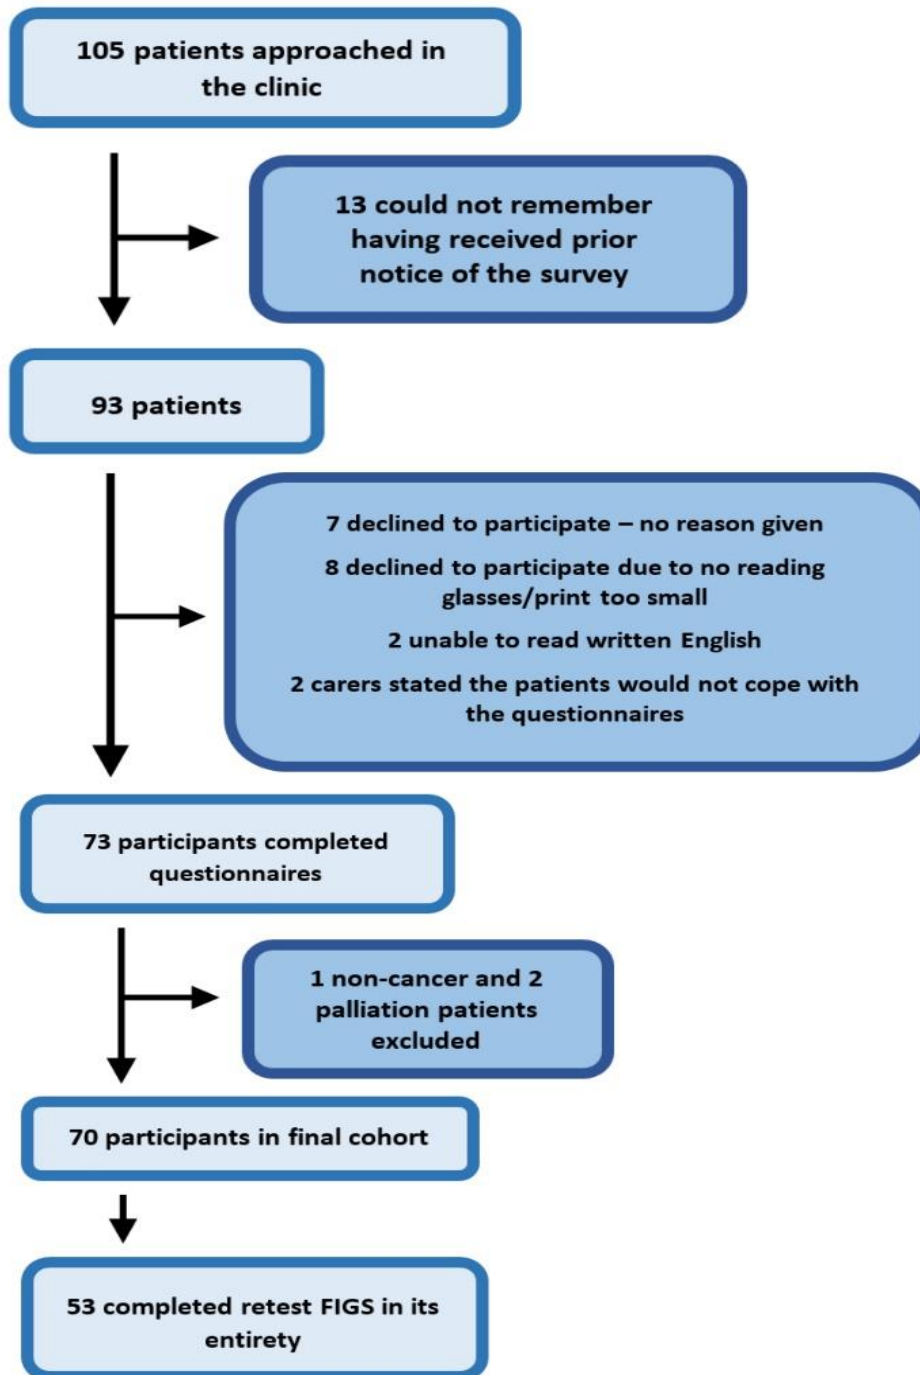 105 patients approached in
the clinic
13 could not remember
having received prior
notice of the survey
93 patients
7 declined to participate – no reason given
8 declined to participate due to no reading
glasses/print too small
2 unable to read written English
2 carers stated the patients would not cope with
the questionnaires
73 participants completed
questionnaires
1 non-cancer and 2
palliation patients
excluded
70 participants in final cohort
53 completed retest FIGS in its
entirety